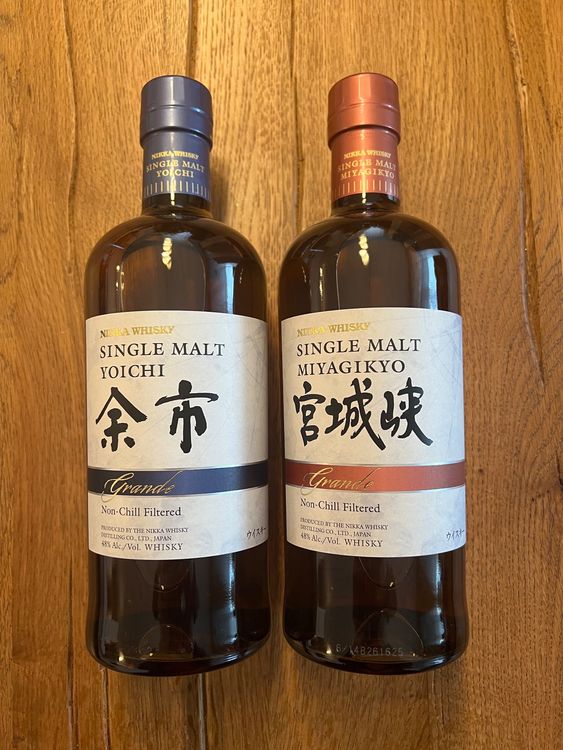 NIKKA WHISKY
SINGLE MALT
YOICHI
NIKKA WHISKY
SINGLE MALT
YOICHI
余市
Grande
Non-Chill Filtered
PRODUCED BY THE NIKKA WHISKY
DISTILLING CO., LTD., JAPAN
48% Alc./Vol. WHISKY
ウイスキー
NIKKA WHISKY
SINGLE MALT
MIYAGIKYO
NIKKA WHISKY
SINGLE MALT
MIYAGIKYO
宮城峡
Grande
Non-Chill Filtered
PRODUCED BY THE NIKKA WHISKY
DISTILLING CO., LTD., JAPAN
48% Alc./Vol. WHISKY
ウイスキー
6/148261625